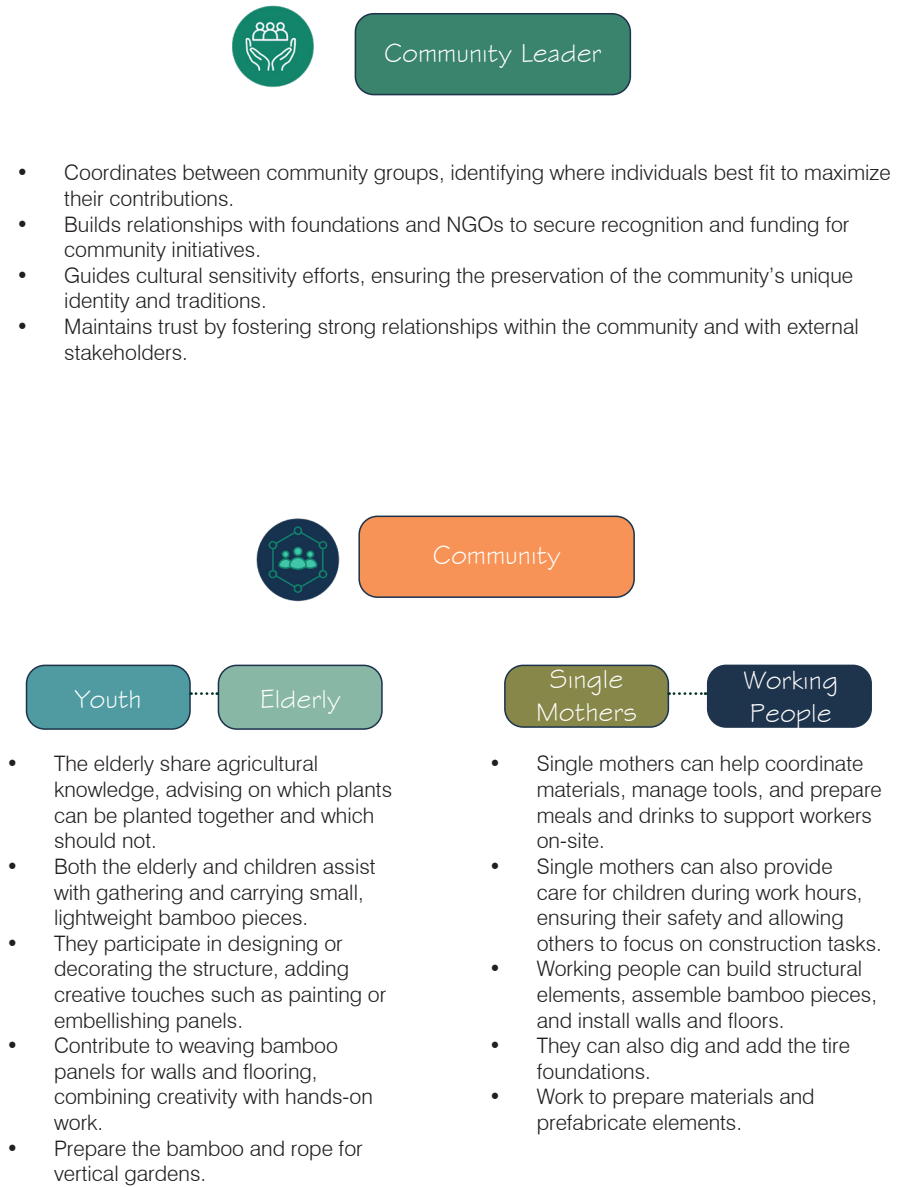 Community Leader
• Coordinates between community groups, identifying where individuals best fit to maximize
their contributions.
• Builds relationships with foundations and NGOs to secure recognition and funding for
community initiatives.
• Guides cultural sensitivity efforts, ensuring the preservation of the community’s unique
identity and traditions.
• Maintains trust by fostering strong relationships within the community and with external
stakeholders.
Community
Youth
Elderly
• The elderly share agricultural
knowledge, advising on which plants
can be planted together and which
should not.
• Both the elderly and children assist
with gathering and carrying small,
lightweight bamboo pieces.
• They participate in designing or
decorating the structure, adding
creative touches such as painting or
embellishing panels.
• Contribute to weaving bamboo
panels for walls and flooring,
combining creativity with hands-on
work.
• Prepare the bamboo and rope for
vertical gardens.
Single
Mothers
Working
People
• Single mothers can help coordinate
materials, manage tools, and prepare
meals and drinks to support workers
on-site.
• Single mothers can also provide
care for children during work hours,
ensuring their safety and allowing
others to focus on construction tasks.
• Working people can build structural
elements, assemble bamboo pieces,
and install walls and floors.
• They can also dig and add the tire
foundations.
• Work to prepare materials and
prefabricate elements.